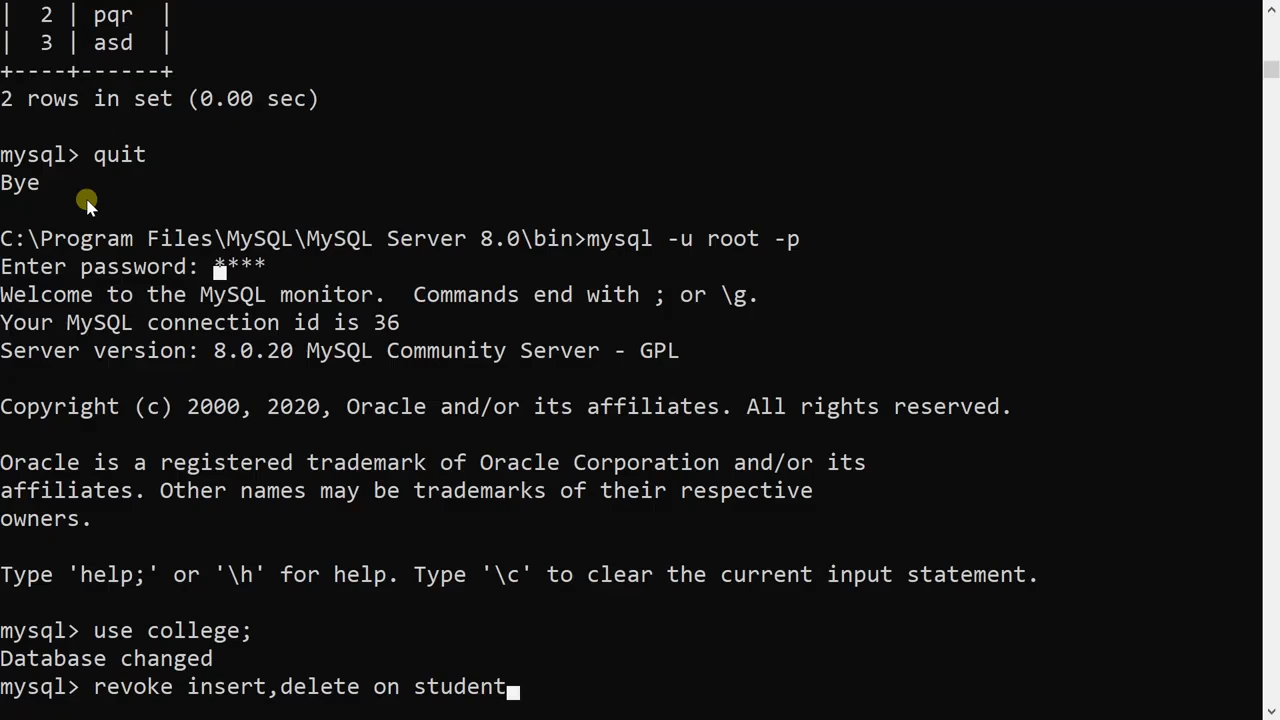 |  2 | pqr  |
|  3 | asd  |
+----+------+
2 rows in set (0.00 sec)
mysql> quit
Bye
C:\Program Files\MySQL\MySQL Server 8.0\bin>mysql -u root -p
Enter password: ****
Welcome to the MySQL monitor.  Commands end with ; or \g.
Your MySQL connection id is 36
Server version: 8.0.20 MySQL Community Server - GPL
Copyright (c) 2000, 2020, Oracle and/or its affiliates. All rights reserved.
Oracle is a registered trademark of Oracle Corporation and/or its
affiliates. Other names may be trademarks of their respective
owners.
Type 'help;' or '\h' for help. Type '\c' to clear the current input statement.
mysql> use college;
Database changed
mysql> revoke insert,delete on student